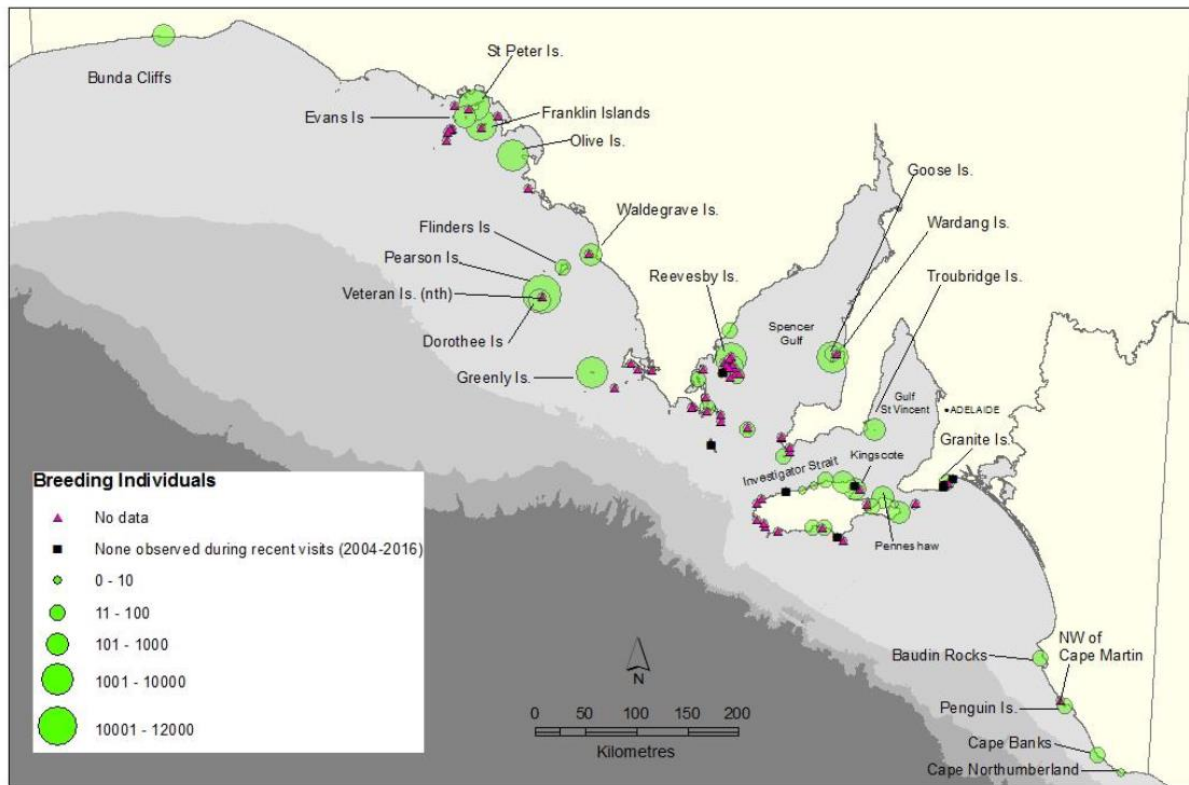 St Peter Is.
Bunda Cliffs
Evans Is
Franklin Islands
Olive Is.
Goose Is.
Waldegrave Is.
Wardang Is.
Flinders Is
Pearson Is.
Reevesby Is.
Troubridge Is.
Veteran Is. (nth)
Spencer
Gulf
Dorothee Is
Greenly Is.
Gulf
St Vincent
ADELAIDE
Granite Is.
Kingscote
Investigator Strait
Penneshaw
Breeding Individuals
No data
None observed during recent visits (2004-2016)
0 - 10
11 - 100
101 - 1000
1001 - 10000
10001 - 12000
N
0 50 100 150 200
Kilometres
Baudin Rocks
NW of
Cape Martin
Penguin Is.
Cape Banks
Cape Northumberland